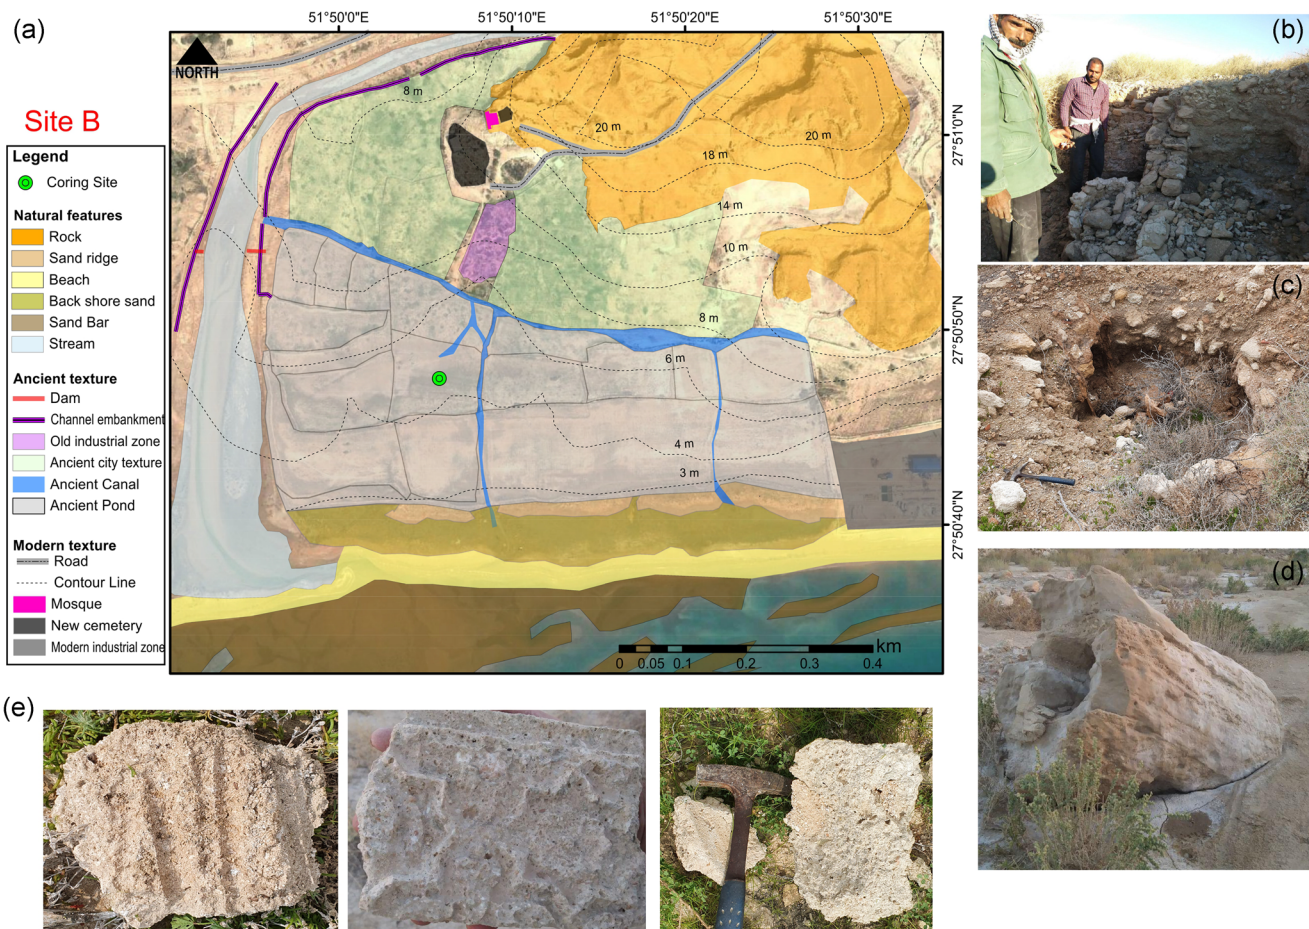 (a)
51°50'0"E
51°50'10"E
51°50'20"E
51°50'30"E
NORTH
8 m
20 m
20 m
18 m
14 m
10 m
8 m
6 m
4 m
3 m
27°51'0"N
27°50'50"N
27°50'40"N
km
0 0.05 0.1 0.2 0.3 0.4
Site B
Legend
Coring Site
Natural features
Rock
Sand ridge
Beach
Back shore sand
Sand Bar
Stream
Ancient texture
Dam
Channel embankment
Old industrial zone
Ancient city texture
Ancient Canal
Ancient Pond
Modern texture
Road
Contour Line
Mosque
New cemetery
Modern industrial zone
(b)
(c)
(d)
(e)